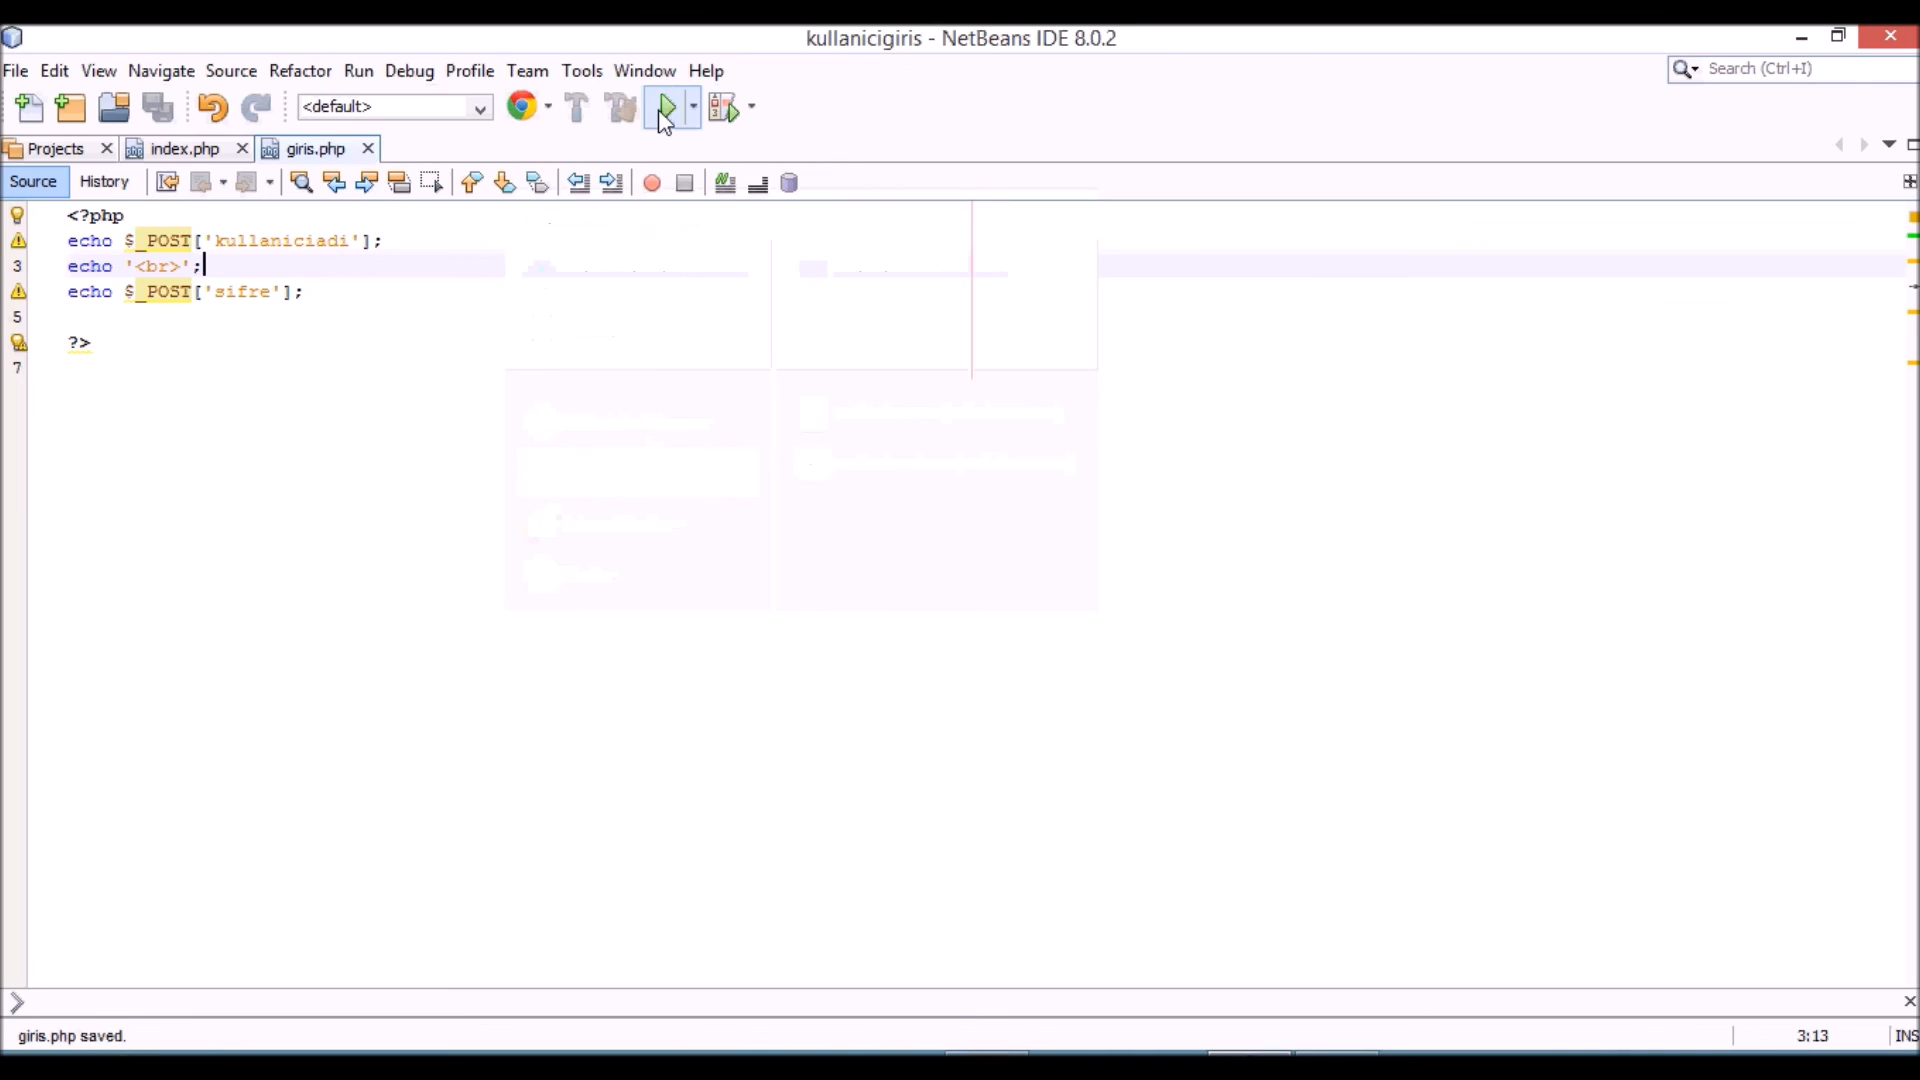 kullanicigiris - NetBeans IDE 8.0.2
File Edit View Navigate Source Refactor Run Debug Profile Team Tools Window Help
Search (Ctrl+I)
<default>
Projects index.php giris.php
Source History
<?php
echo $_POST['kullaniciadi'];
3 echo '<br>';
echo $_POST['sifre'];
5
?>
7
giris.php saved.
3:13 INS